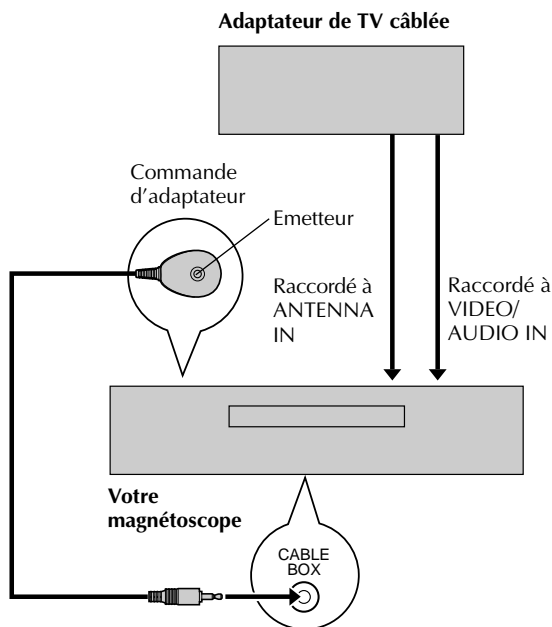 Adaptateur de TV câblée
Commande
d'adaptateur
Emetteur
Raccordé à
ANTENNA
IN
Raccordé à
VIDEO/
AUDIO IN
Votre
magnétoscope
CABLE
BOX